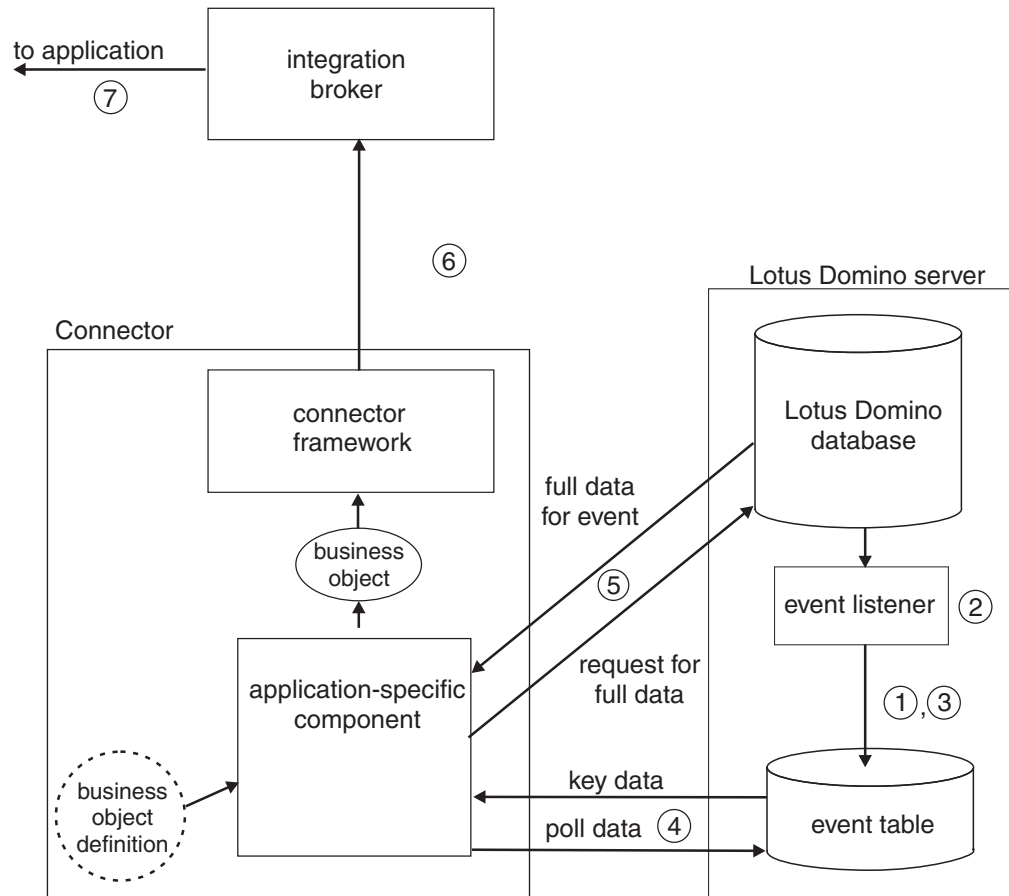 to application
7
integration
broker
6
Lotus Domino server
Connector
connector
framework
Lotus Domino
database
full data
for event
business
object
5
event listener
2
application-specific
component
request for
full data
1,3
business
object
definition
key data
poll data 4
event table